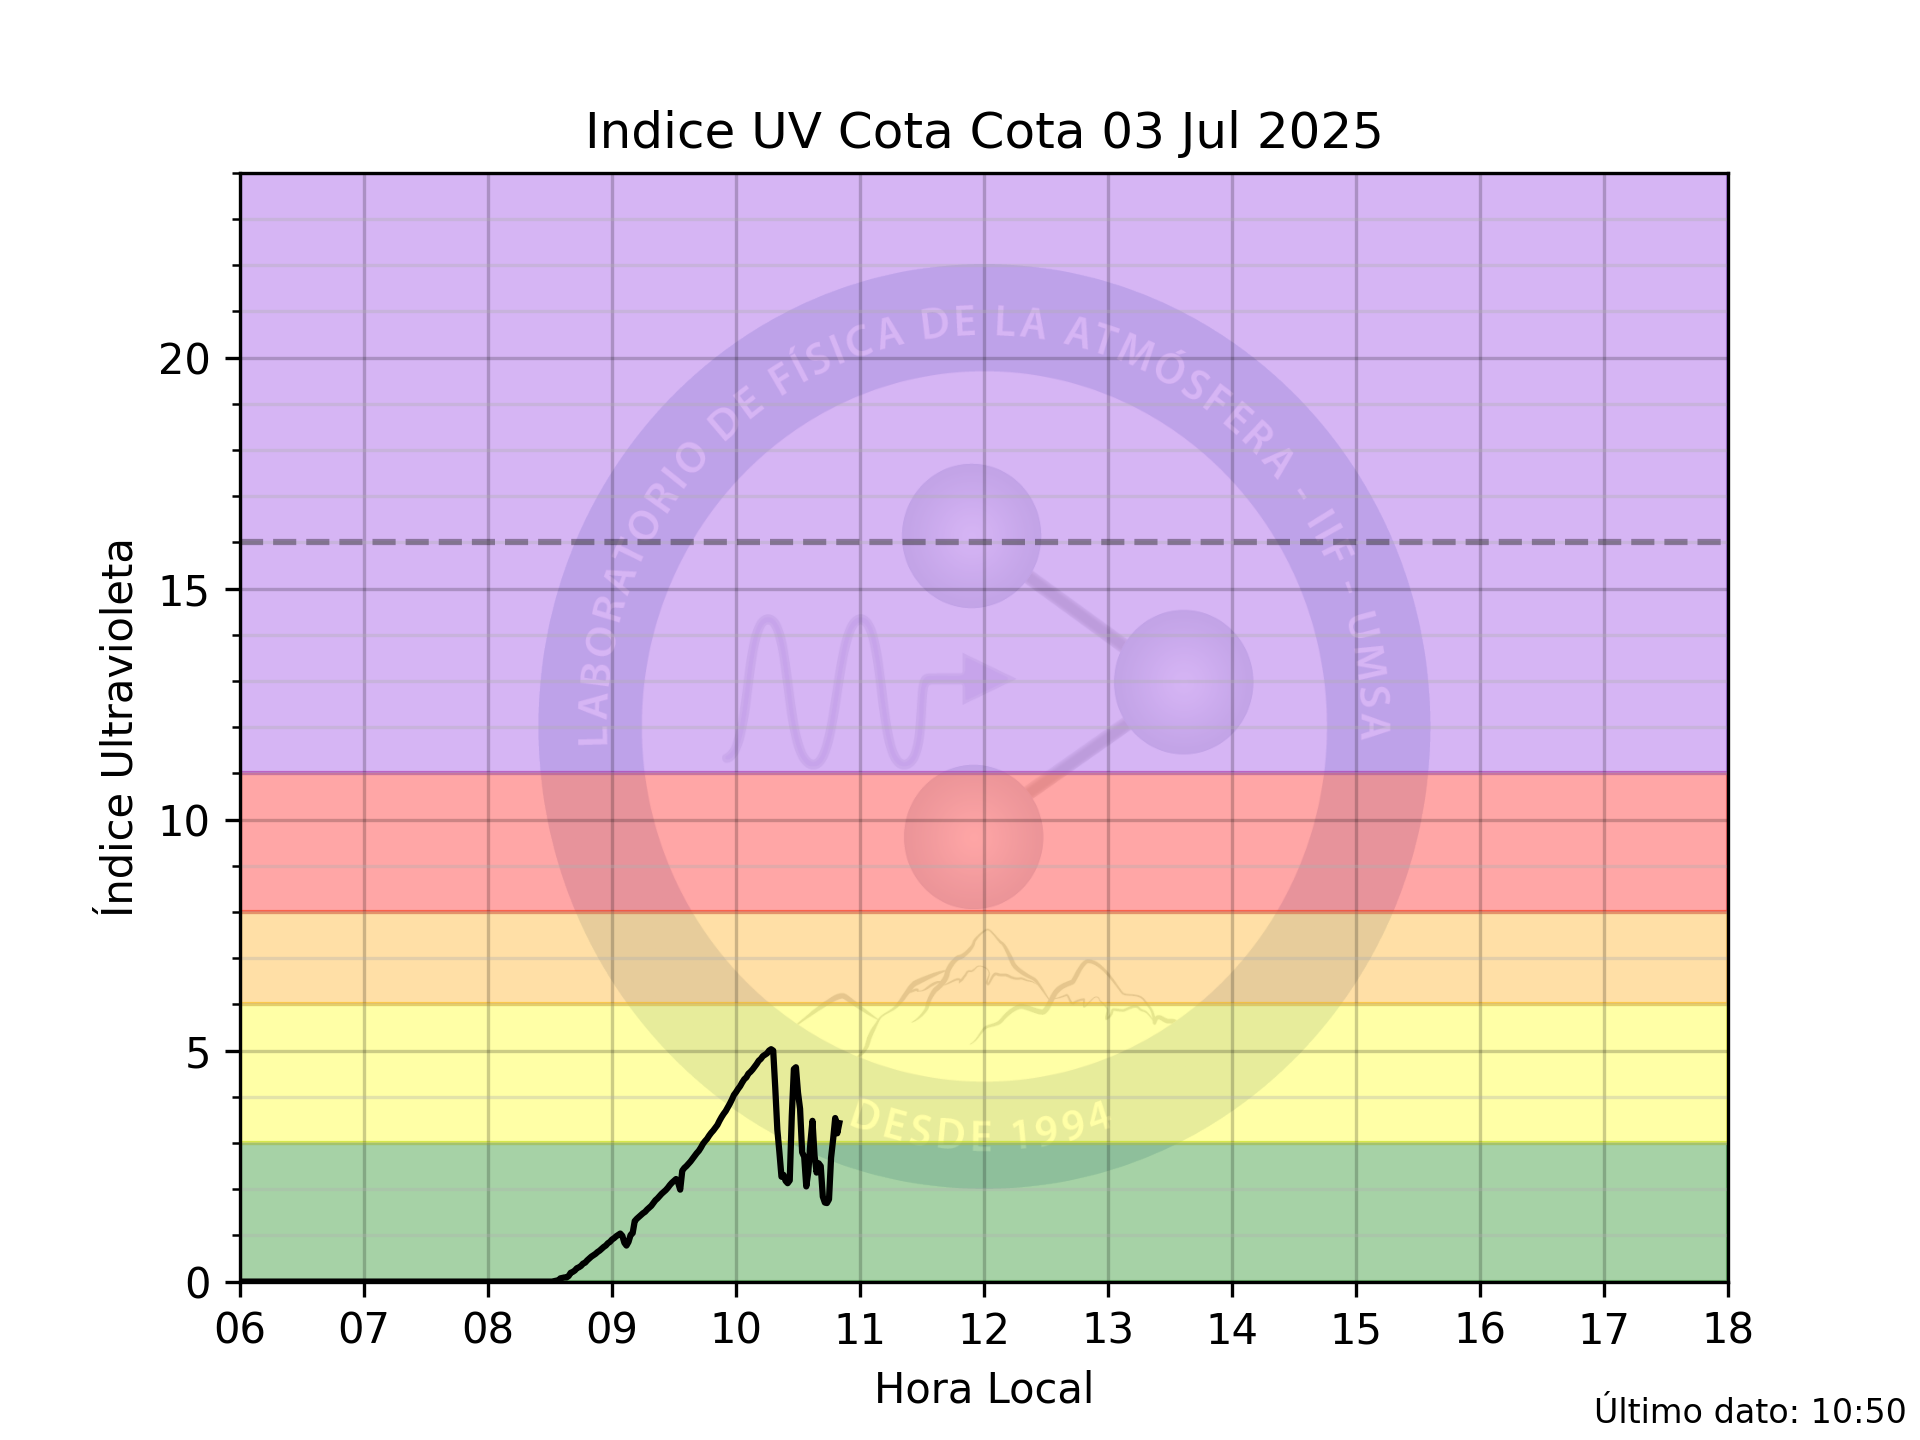 Indice UV Cota Cota 03 Jul 2025
Índice Ultravioleta
20
15
10
5
0
LABORATORIO DE FÍSICA DE LA ATMÓSFERA - IIF - UMSA
DESDE 1994
06 07 08 09 10 11 12 13 14 15 16 17 18
Hora Local
Último dato: 10:50